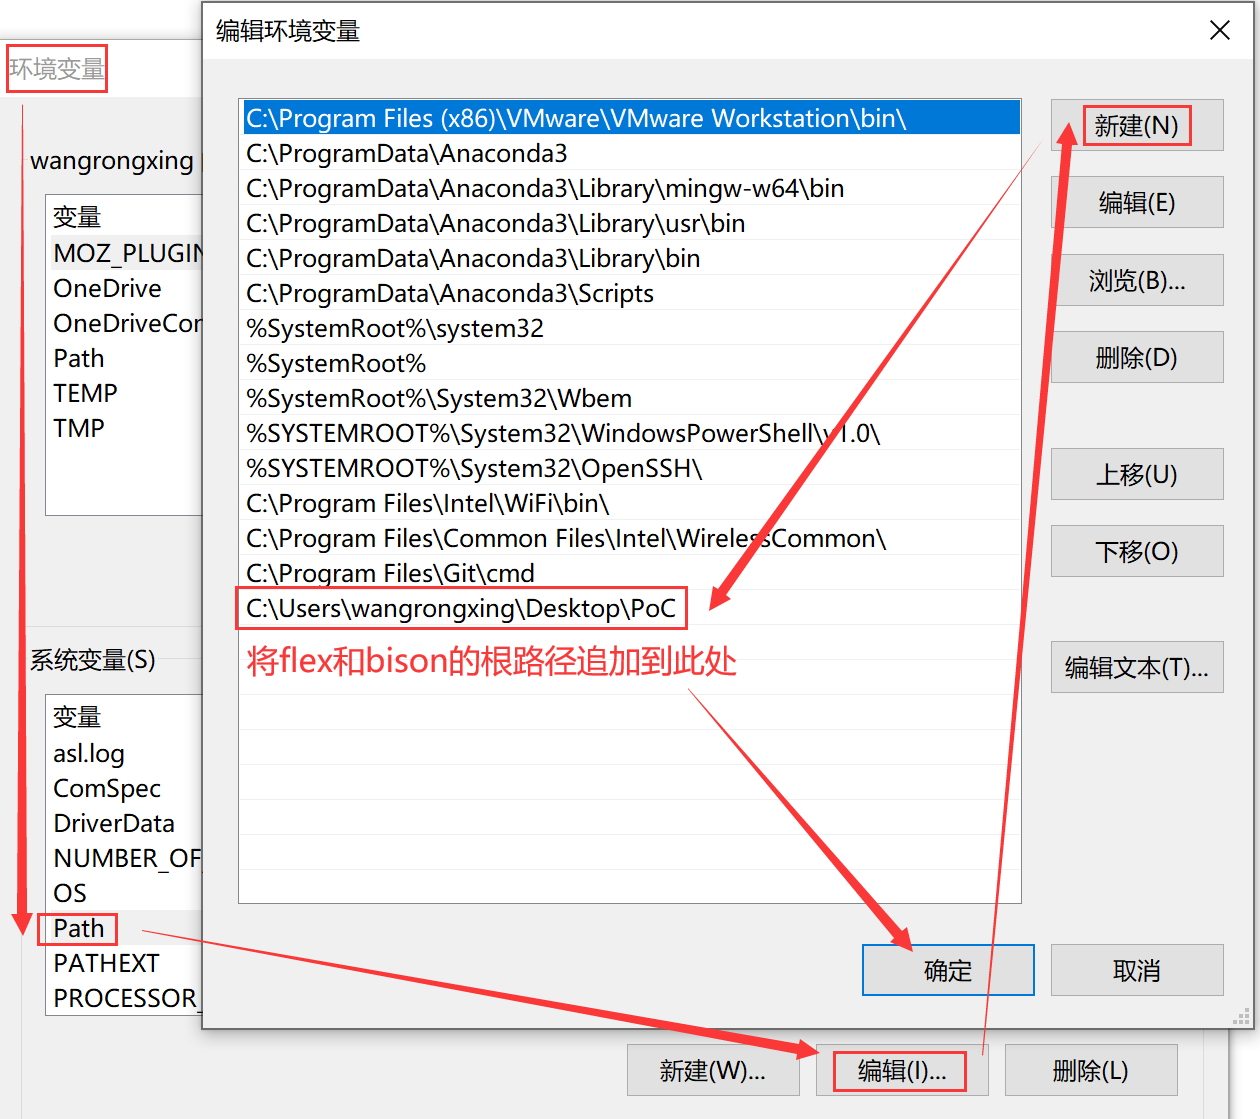 编辑环境变量
环境变量
C:\Program Files (x86)\VMware\VMware Workstation\bin\
C:\ProgramData\Anaconda3
C:\ProgramData\Anaconda3\Library\mingw-w64\bin
C:\ProgramData\Anaconda3\Library\usr\bin
C:\ProgramData\Anaconda3\Library\bin
C:\ProgramData\Anaconda3\Scripts
%SystemRoot%\system32
%SystemRoot%
%SystemRoot%\System32\Wbem
%SYSTEMROOT%\System32\WindowsPowerShell\v1.0\
%SYSTEMROOT%\System32\OpenSSH\
C:\Program Files\Intel\WiFi\bin\
C:\Program Files\Common Files\Intel\WirelessCommon\
C:\Program Files\Git\cmd
C:\Users\wangrongxing\Desktop\PoC
将flex和bison的根路径追加到此处
新建(N)
编辑(E)
浏览(B)...
删除(D)
上移(U)
下移(O)
编辑文本(T)...
确定
取消
wangrongxing
变量
MOZ_PLUGIN
OneDrive
OneDriveCor
Path
TEMP
TMP
系统变量(S)
变量
asl.log
ComSpec
DriverData
NUMBER_OF_
OS
Path
PATHEXT
PROCESSOR_
新建(W)...
编辑(I)...
删除(L)